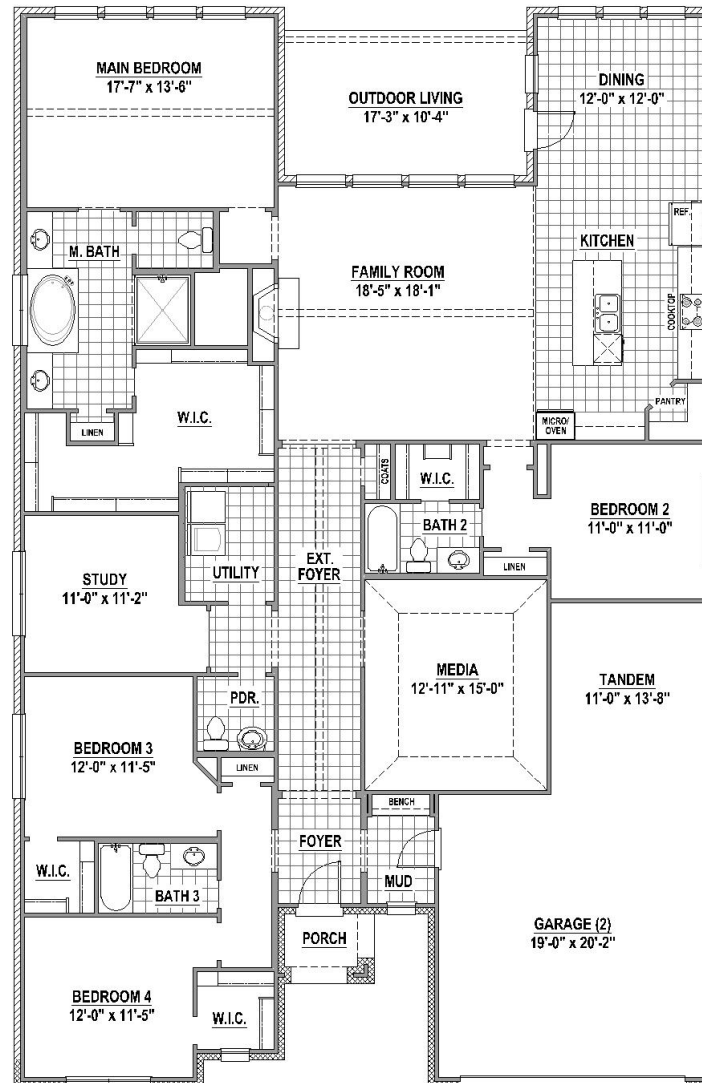 MAIN BEDROOM
17'-7" x 13'-6"
OUTDOOR LIVING
17'-3" x 10'-4"
DINING
12'-0" x 12'-0"
M. BATH
FAMILY ROOM
18'-5" x 18'-1"
KITCHEN
REF.
COOKTOP
PANTRY
MICRO/
OVEN
LINEN
W.I.C.
COATS
W.I.C.
BATH 2
LINEN
BEDROOM 2
11'-0" x 11'-0"
STUDY
11'-0" x 11'-2"
UTILITY
EXT.
FOYER
MEDIA
12'-11" x 15'-0"
TANDEM
11'-0" x 13'-8"
PDR.
BEDROOM 3
12'-0" x 11'-5"
LINEN
BENCH
FOYER
MUD
W.I.C.
BATH 3
PORCH
GARAGE (2)
19'-0" x 20'-2"
BEDROOM 4
12'-0" x 11'-5"
W.I.C.